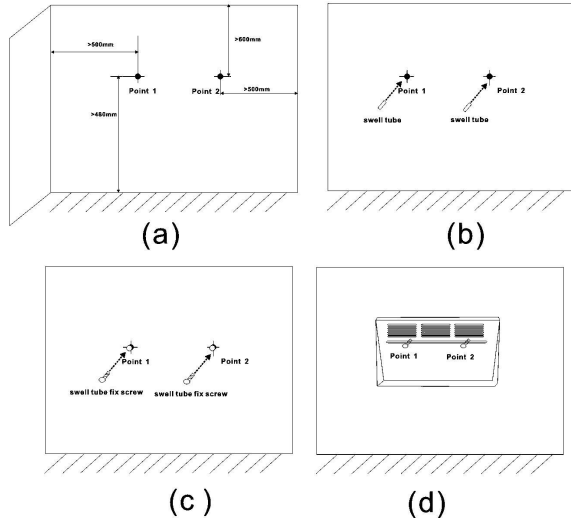 >500mm
>600mm
Point 1
Point 2
>500mm
>480mm
(a)
Point 1
Point 2
swell tube
swell tube
(b)
Point 1
Point 2
swell tube fix screw
swell tube fix screw
(c)
Point 1
Point 2
(d)